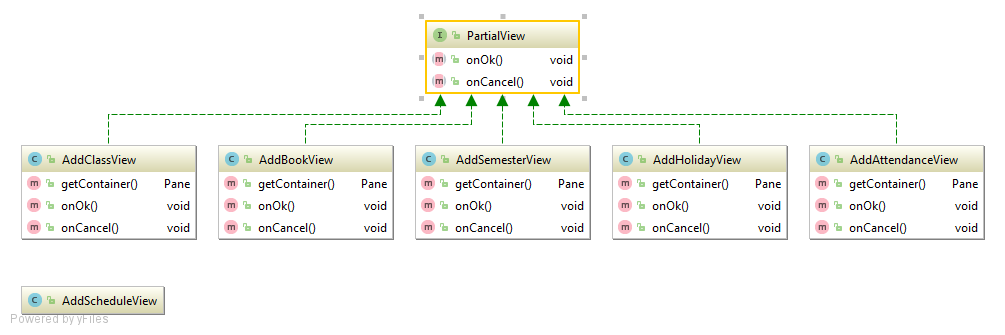 PartialView
onOk() void
onCancel() void
AddClassView
getContainer() Pane
onOk() void
onCancel() void
AddBookView
getContainer() Pane
onOk() void
onCancel() void
AddSemesterView
getContainer() Pane
onOk() void
onCancel() void
AddHolidayView
getContainer() Pane
onOk() void
onCancel() void
AddAttendanceView
getContainer() Pane
onOk() void
onCancel() void
AddScheduleView
Powered by yFiles